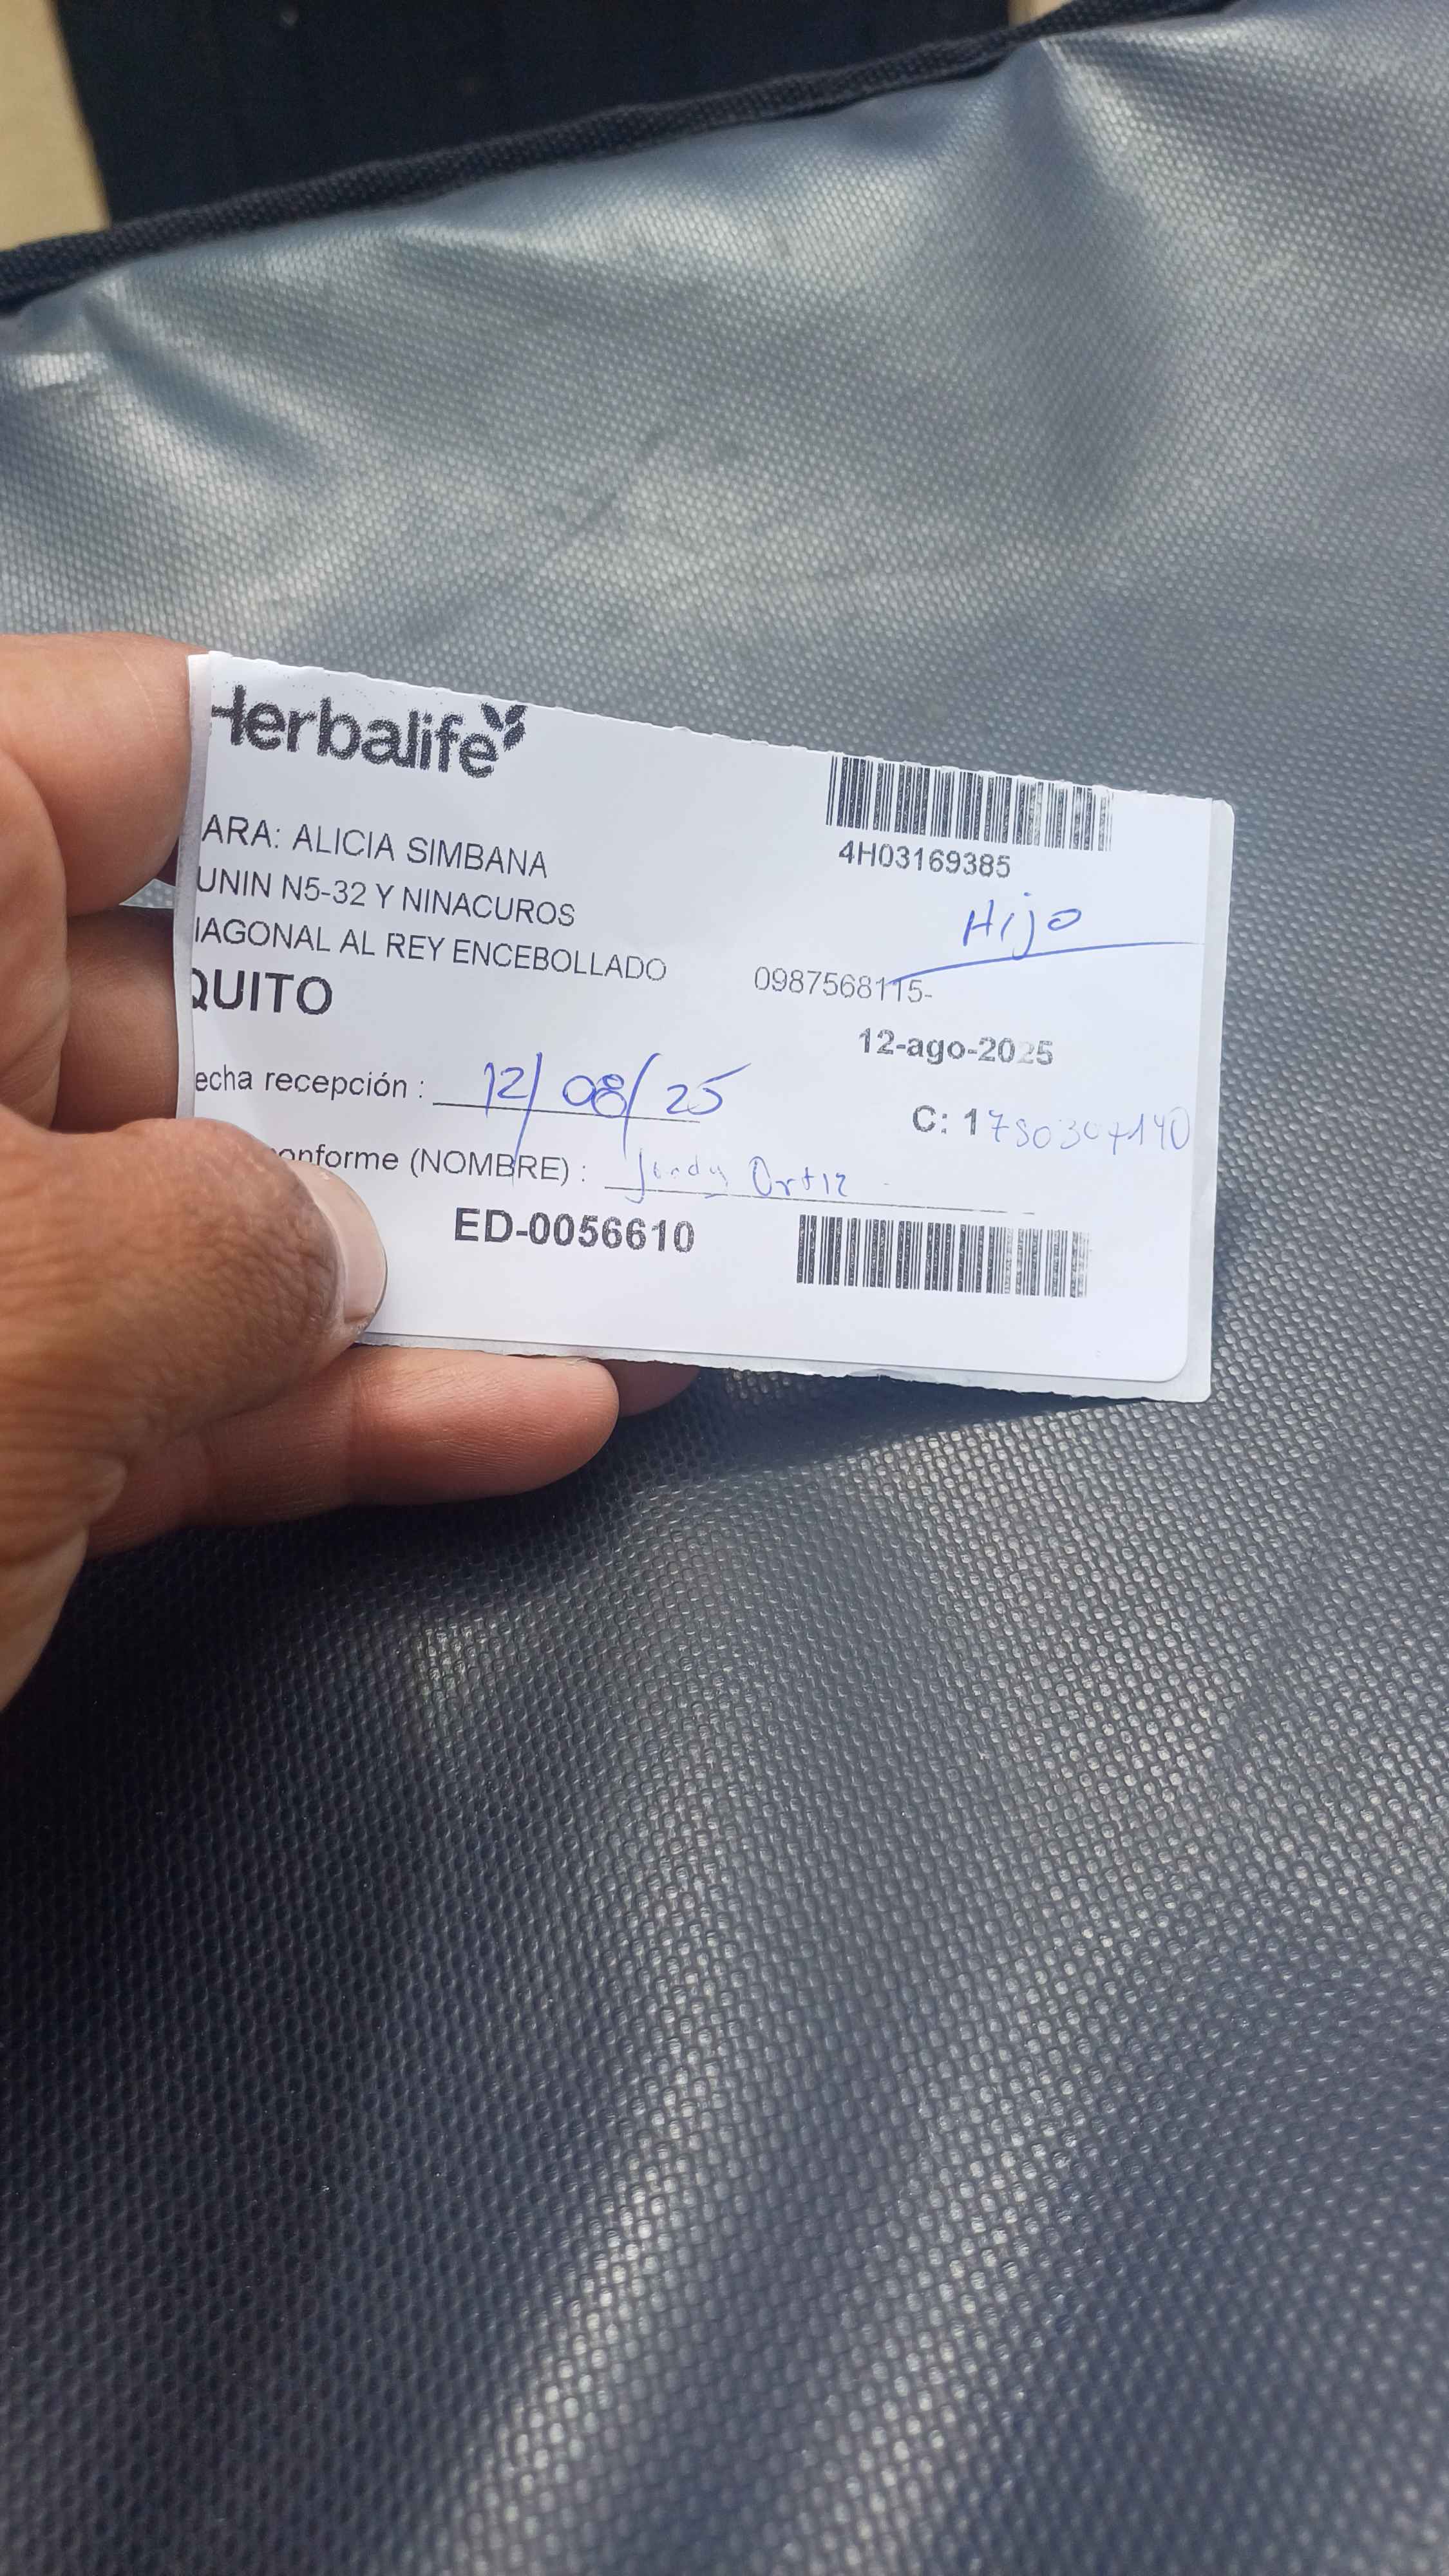 Herbalife
4H03169385
ARA: ALICIA SIMBANA
UNIN N5-32 Y NINACUROS
Hijo
IAGONAL AL REY ENCEBOLLADO
0987568115-
QUITO
12-ago-2025
echa recepción : 12/08/25
C: 1
onforme (NOMBRE) : Ortiz
ED-0056610